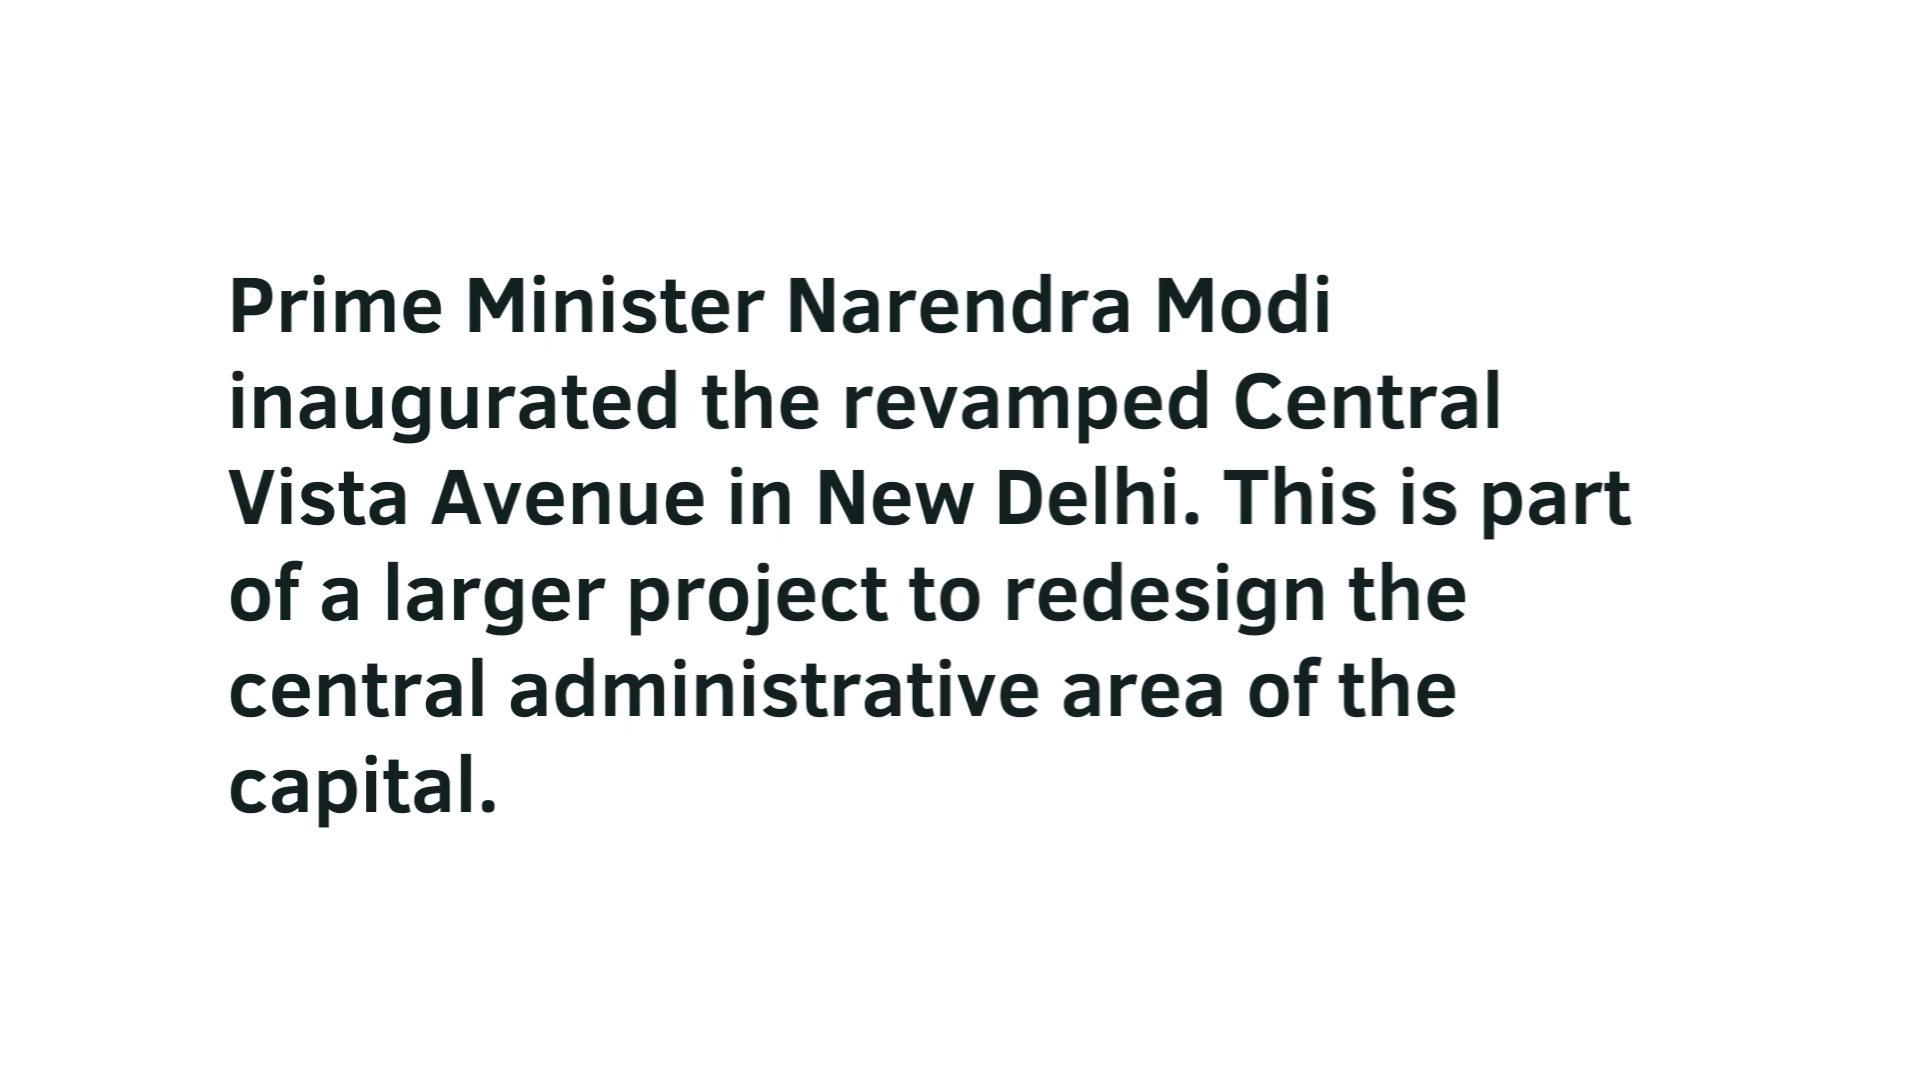 Prime Minister Narendra Modi
inaugurated the revamped Central
Vista Avenue in New Delhi. This is part
of a larger project to redesign the
central administrative area of the
capital.